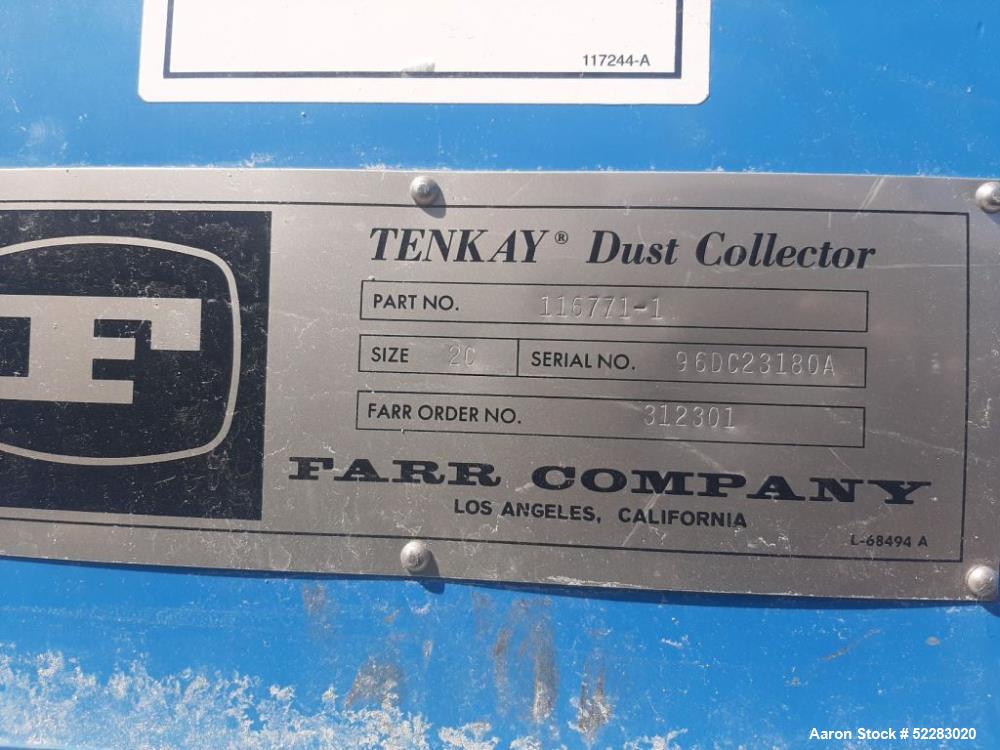 117244-A
TENKAY® Dust Collector
PART NO. 116771-1
SIZE 2C SERIAL NO. 96DC23180A
FARR ORDER NO. 312301
F
FARR COMPANY
LOS ANGELES, CALIFORNIA
L-68494 A
Aaron Stock # 52283020